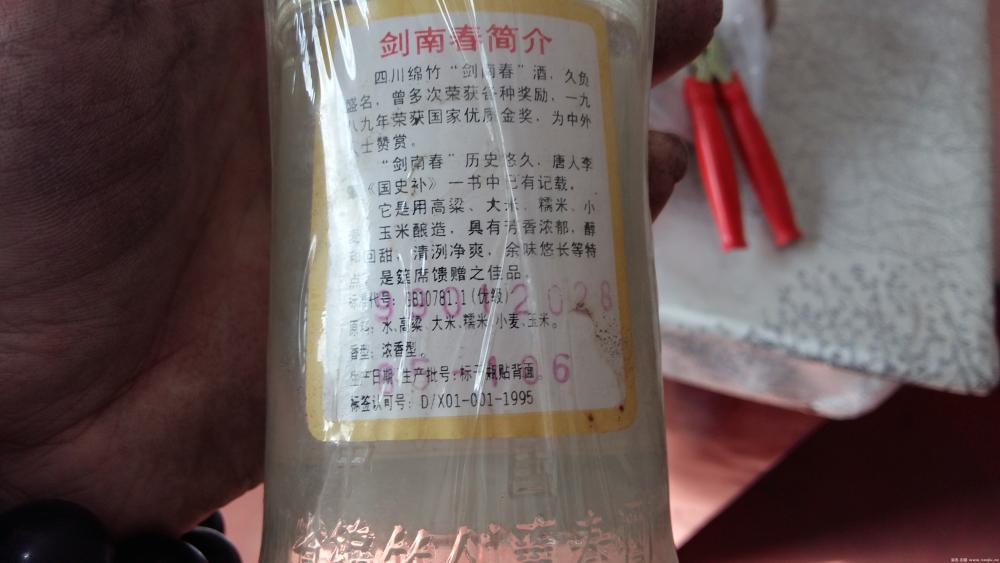 剑南春简介
四川绵竹“剑南春”酒，久负
盛名，曾多次荣获各种奖励，一九
八九年荣获国家优质金奖，为中外
人士赞赏。
“剑南春”历史悠久，唐人李
《国史补》一书中已有记载。
它是用高粱、大米、糯米、小
麦、玉米酿造，具有芳香浓郁，醇
和回甜，清洌净爽，余味悠长等特
点，是筵席馈赠之佳品。
标准代号：GB10781.1(优级)
原料：水、高粱、大米、糯米、小麦、玉米。
香型：浓香型。
生产日期、生产批号：标于瓶贴背面。
标签认可号：D/X01-001-1995